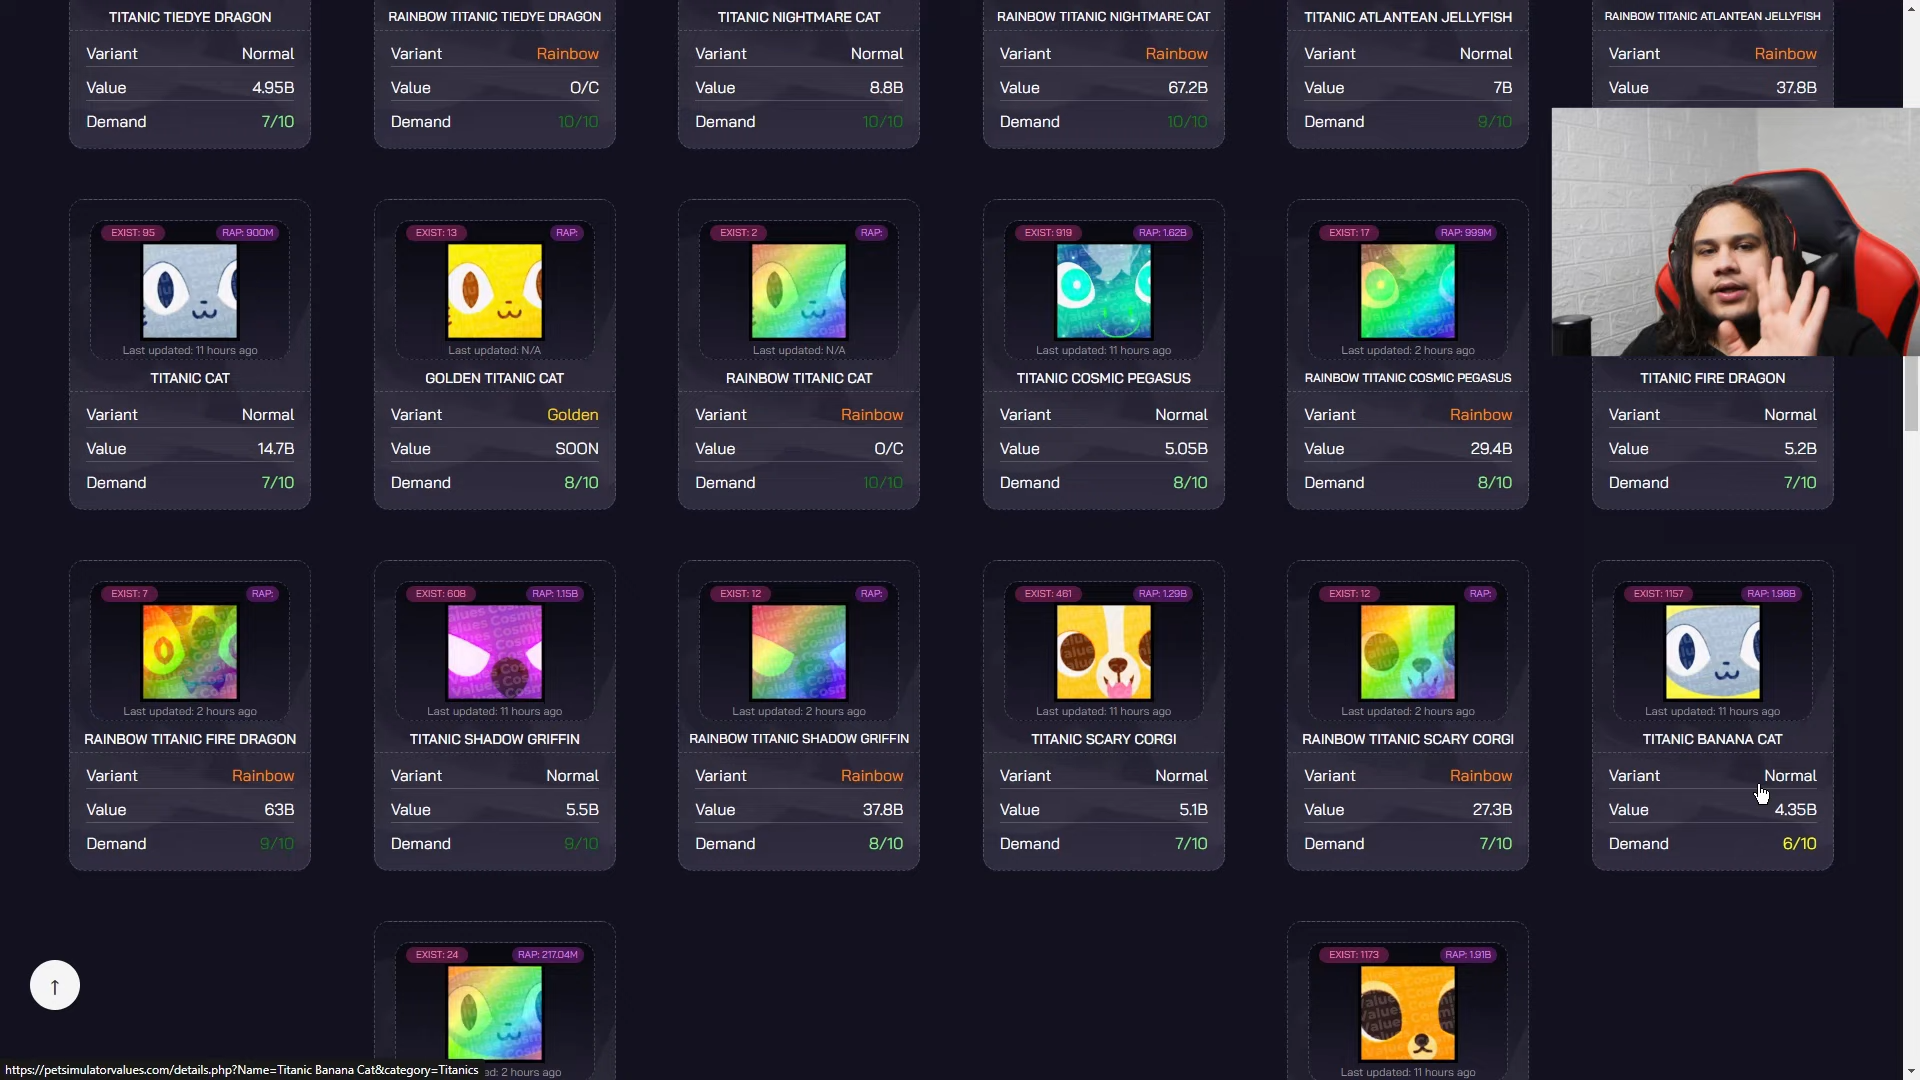 TITANIC TIEDYE DRAGON
Variant Normal
Value 4.95B
Demand 7/10
RAINBOW TITANIC TIEDYE DRAGON
Variant Rainbow
Value O/C
Demand 10/10
TITANIC NIGHTMARE CAT
Variant Normal
Value 8.8B
Demand 10/10
RAINBOW TITANIC NIGHTMARE CAT
Variant Rainbow
Value 67.2B
Demand 10/10
TITANIC ATLANTEAN JELLYFISH
Variant Normal
Value 7B
Demand 9/10
RAINBOW TITANIC ATLANTEAN JELLYFISH
Variant Rainbow
Value 37.8B
EXIST: 95 RAP: 900M
Last updated: 11 hours ago
TITANIC CAT
Variant Normal
Value 14.7B
Demand 7/10
EXIST: 13 RAP:
Last updated: N/A
GOLDEN TITANIC CAT
Variant Golden
Value SOON
Demand 8/10
EXIST: 2 RAP:
Last updated: N/A
RAINBOW TITANIC CAT
Variant Rainbow
Value O/C
Demand 10/10
EXIST: 919 RAP: 1.62B
Last updated: 11 hours ago
TITANIC COSMIC PEGASUS
Variant Normal
Value 5.05B
Demand 8/10
EXIST: 17 RAP: 999M
Last updated: 2 hours ago
RAINBOW TITANIC COSMIC PEGASUS
Variant Rainbow
Value 29.4B
Demand 8/10
TITANIC FIRE DRAGON
Variant Normal
Value 5.2B
Demand 7/10
EXIST: 7 RAP:
Last updated: 2 hours ago
RAINBOW TITANIC FIRE DRAGON
Variant Rainbow
Value 63B
Demand 9/10
EXIST: 608 RAP: 1.15B
Last updated: 11 hours ago
TITANIC SHADOW GRIFFIN
Variant Normal
Value 5.5B
Demand 9/10
EXIST: 12 RAP:
Last updated: 2 hours ago
RAINBOW TITANIC SHADOW GRIFFIN
Variant Rainbow
Value 37.8B
Demand 8/10
EXIST: 461 RAP: 1.29B
Last updated: 11 hours ago
TITANIC SCARY CORGI
Variant Normal
Value 5.1B
Demand 7/10
EXIST: 12 RAP:
Last updated: 2 hours ago
RAINBOW TITANIC SCARY CORGI
Variant Rainbow
Value 27.3B
Demand 7/10
EXIST: 1157 RAP: 1.96B
Last updated: 11 hours ago
TITANIC BANANA CAT
Variant Normal
Value 4.35B
Demand 6/10
EXIST: 24 RAP: 217.04M
ed: 2 hours ago
EXIST: 1173 RAP: 1.91B
Last updated: 11 hours ago
https://petsimulatorvalues.com/details.php?Name=Titanic Banana Cat&category=Titanics